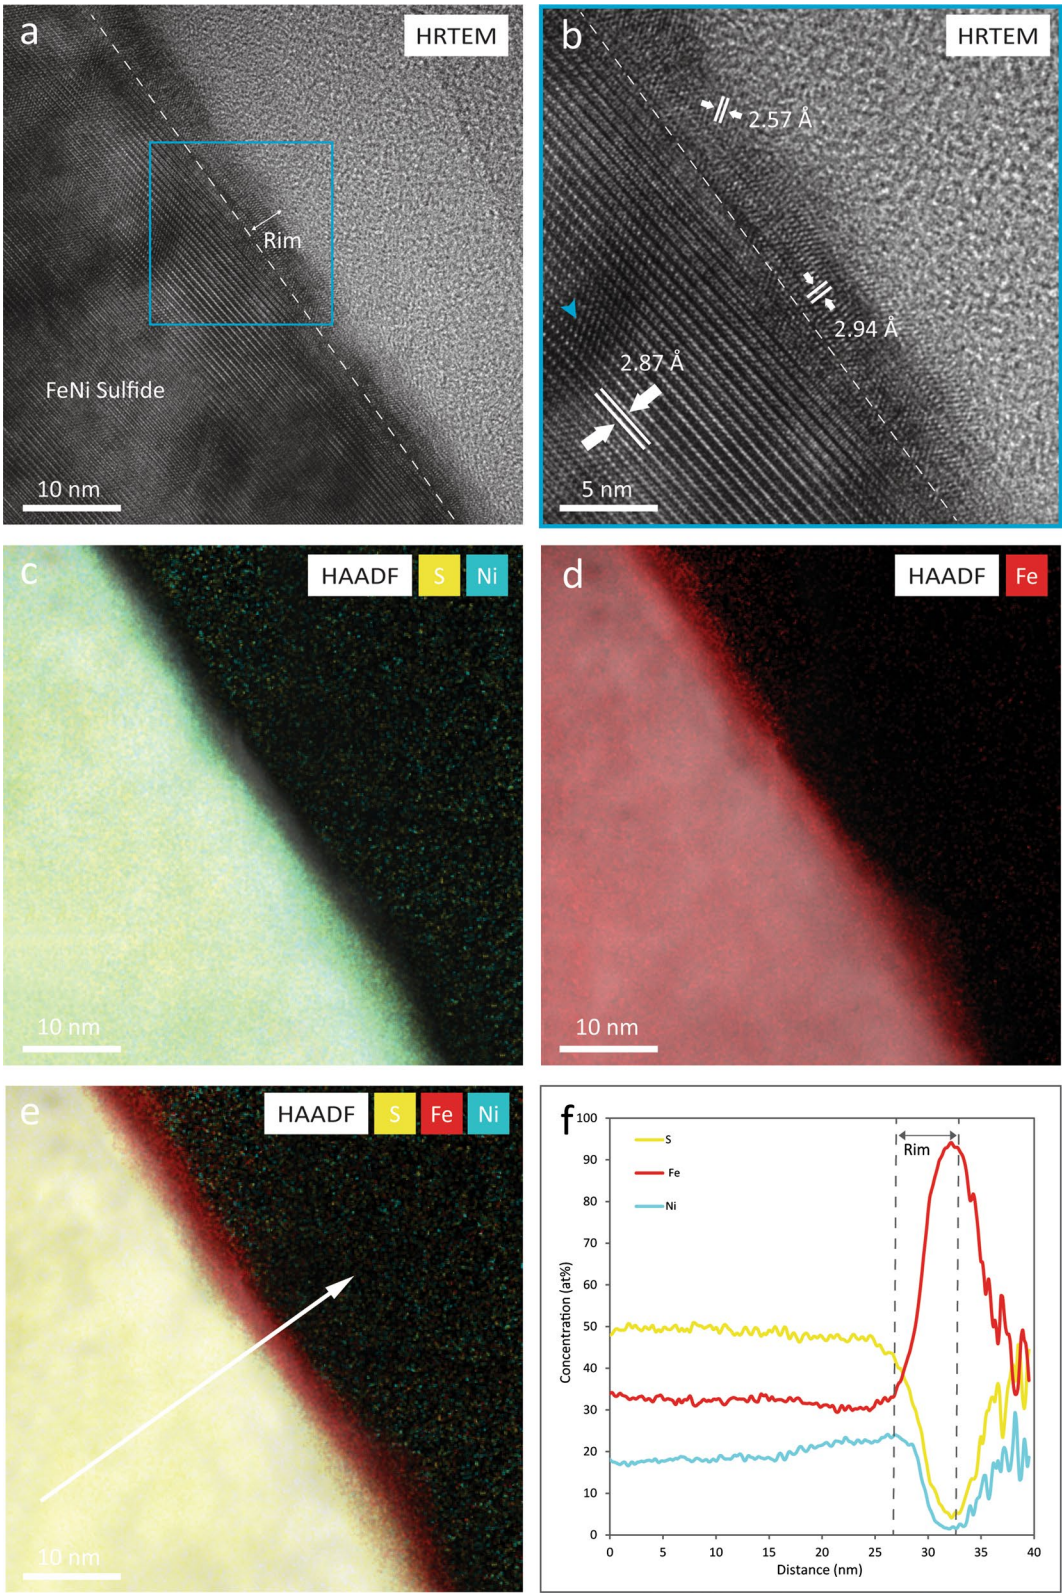 a
HRTEM
Rim
FeNi Sulfide
10 nm
b
HRTEM
2.57 Å
2.94 Å
2.87 Å
5 nm
c
HAADF S Ni
10 nm
d
HAADF Fe
10 nm
e
HAADF S Fe Ni
10 nm
f
100
90
80
70
60
50
40
30
20
10
0
Concentration (at%)
S
Fe
Ni
Rim
0 5 10 15 20 25 30 35 40
Distance (nm)